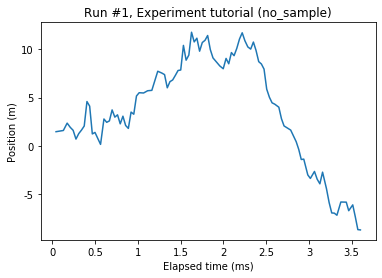 Run #1, Experiment tutorial (no_sample)
10
5
0
-5
Position (m)
0 0.5 1 1.5 2 2.5 3 3.5
Elapsed time (ms)